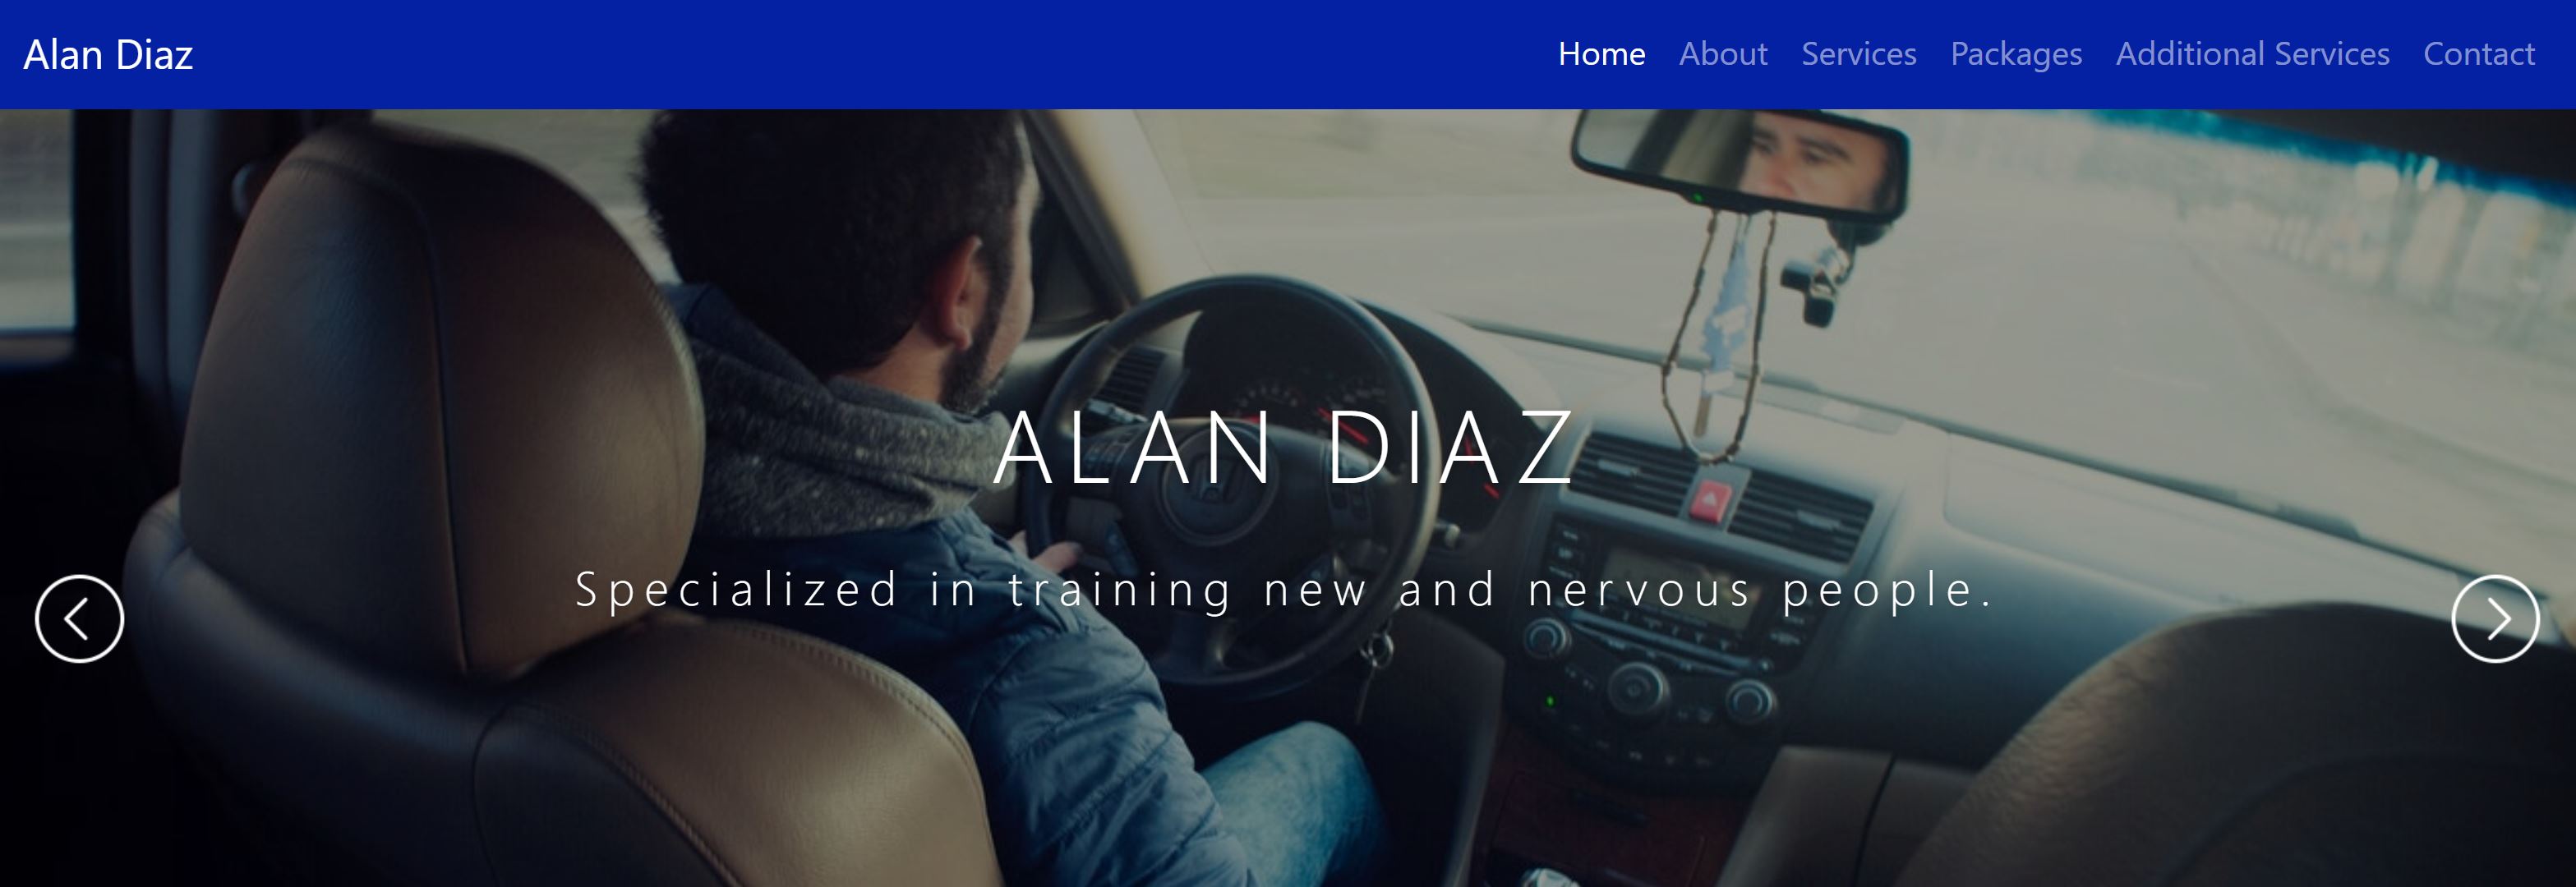 Alan Diaz
Home About Services Packages Additional Services Contact
ALAN DIAZ
Specialized in training new and nervous people.